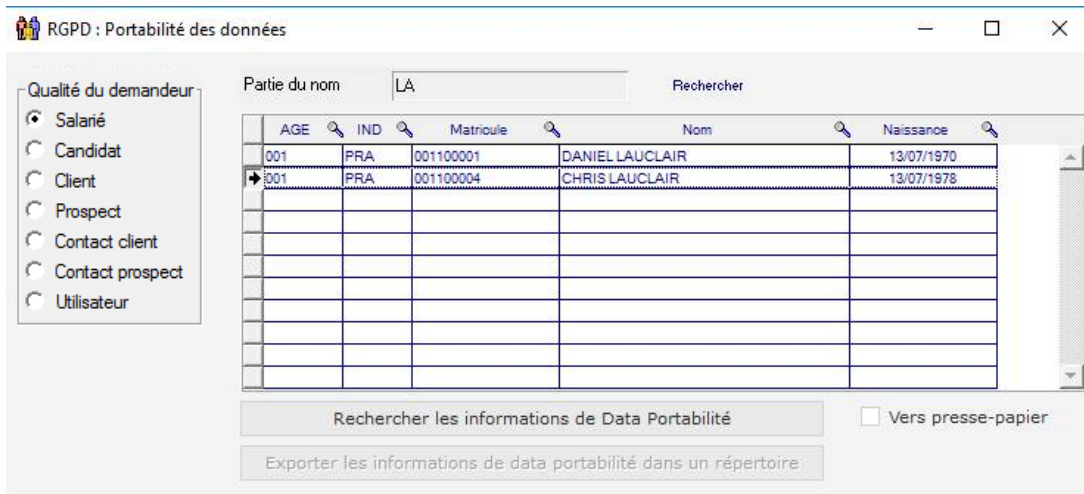 RGPD : Portabilité des données
Qualité du demandeur
Salarié
Candidat
Client
Prospect
Contact client
Contact prospect
Utilisateur
Partie du nom LA Rechercher
AGE IND Matricule Nom Naissance
001 PRA 001100001 DANIEL LAUCLAIR 13/07/1970
001 PRA 001100004 CHRIS LAUCLAIR 13/07/1978
Rechercher les informations de Data Portabilité Vers presse-papier
Exporter les informations de data portabilité dans un répertoire